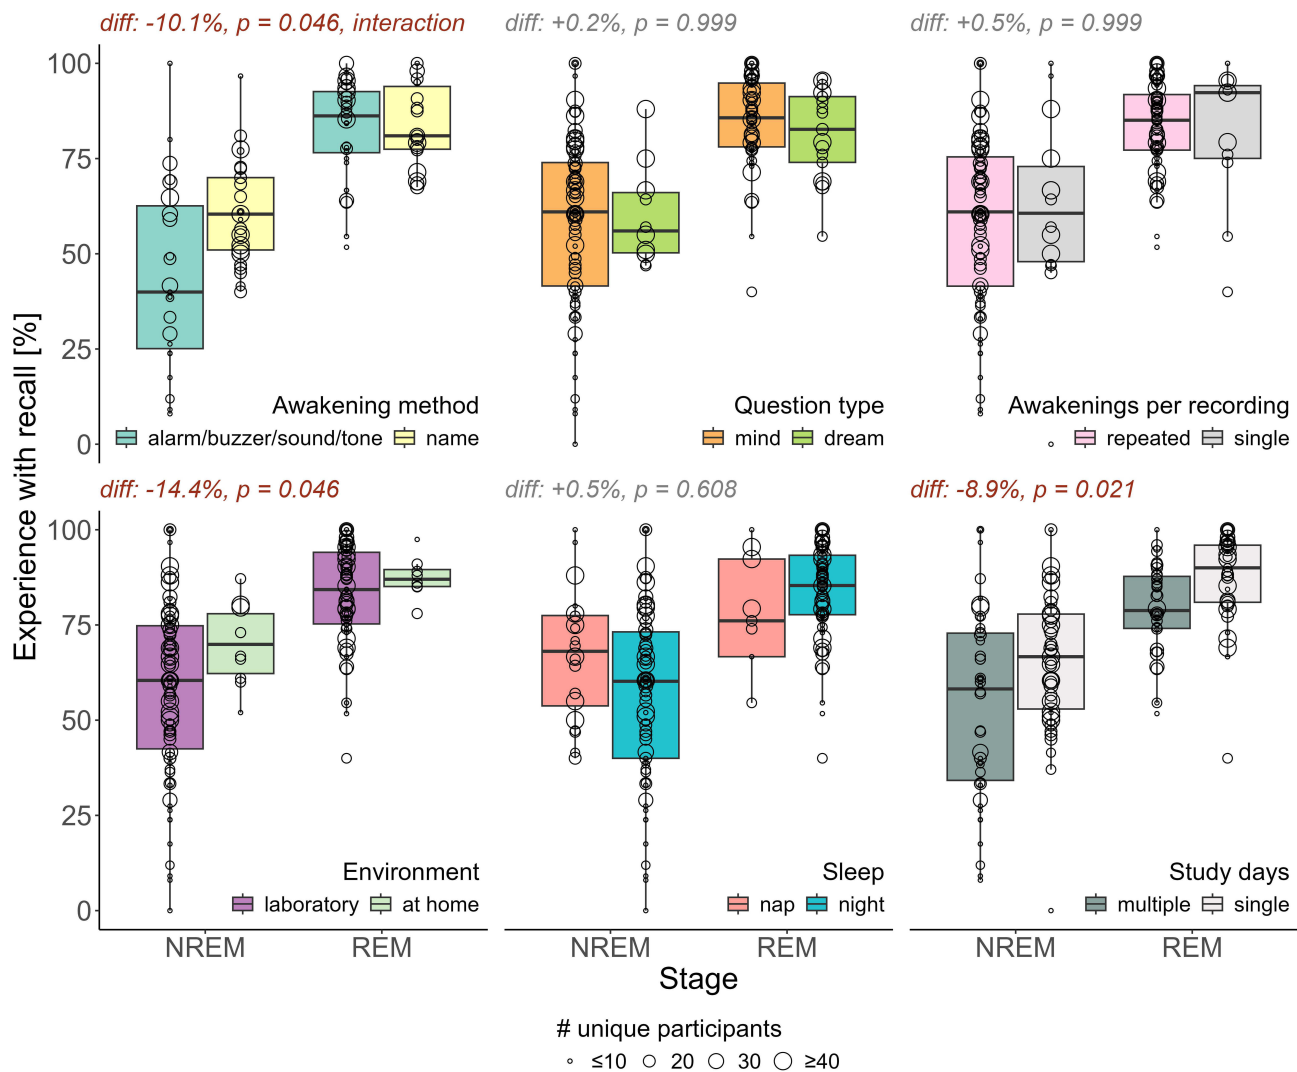 diff: -10.1%, p = 0.046, interaction
diff: +0.2%, p = 0.999
diff: +0.5%, p = 0.999
Experience with recall [%]
100
75
50
25
0
Awakening method
alarm/buzzer/sound/tone name
Question type
mind dream
Awakenings per recording
repeated single
diff: -14.4%, p = 0.046
diff: +0.5%, p = 0.608
diff: -8.9%, p = 0.021
100
75
50
25
0
Environment
laboratory at home
Sleep
nap night
Study days
multiple single
NREM REM
NREM REM
NREM REM
Stage
# unique participants
≤10 20 30 ≥40